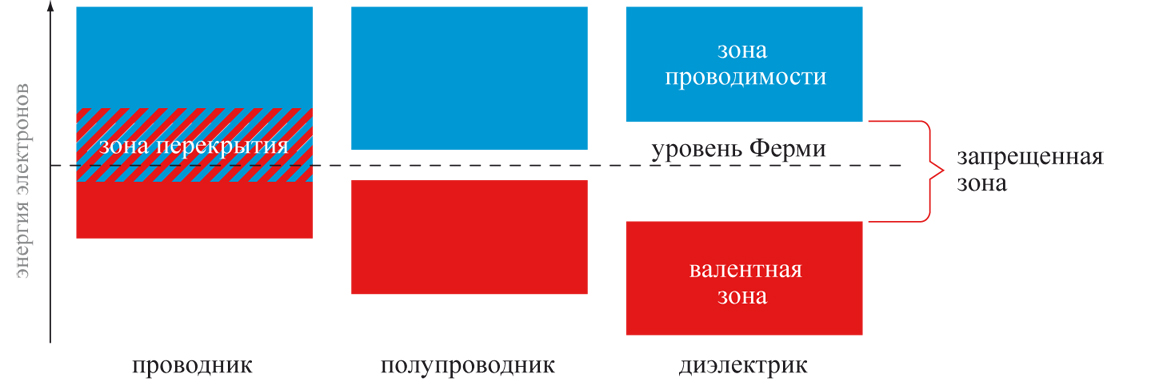 энергия электронов
зона
проводимости
зона перекрытия
уровень Ферми
запрещенная
зона
валентная
зона
проводник
полупроводник
диэлектрик